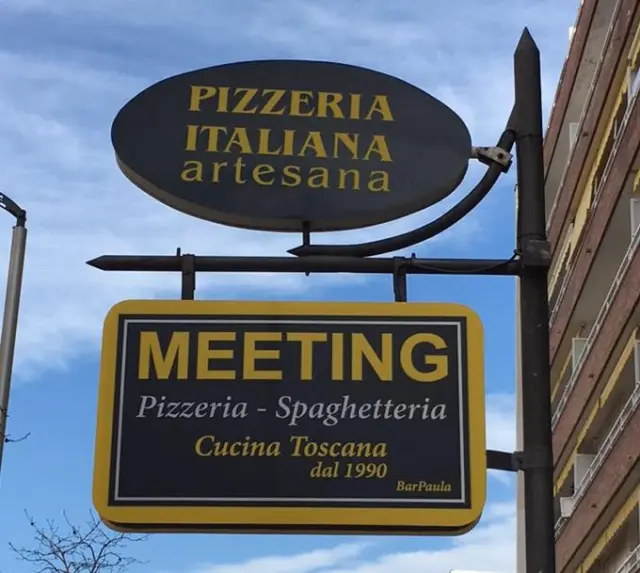 PIZZERIA
ITALIANA
artesana
MEETING
Pizzeria - Spaghetteria
Cucina Toscana
dal 1990
BarPaula